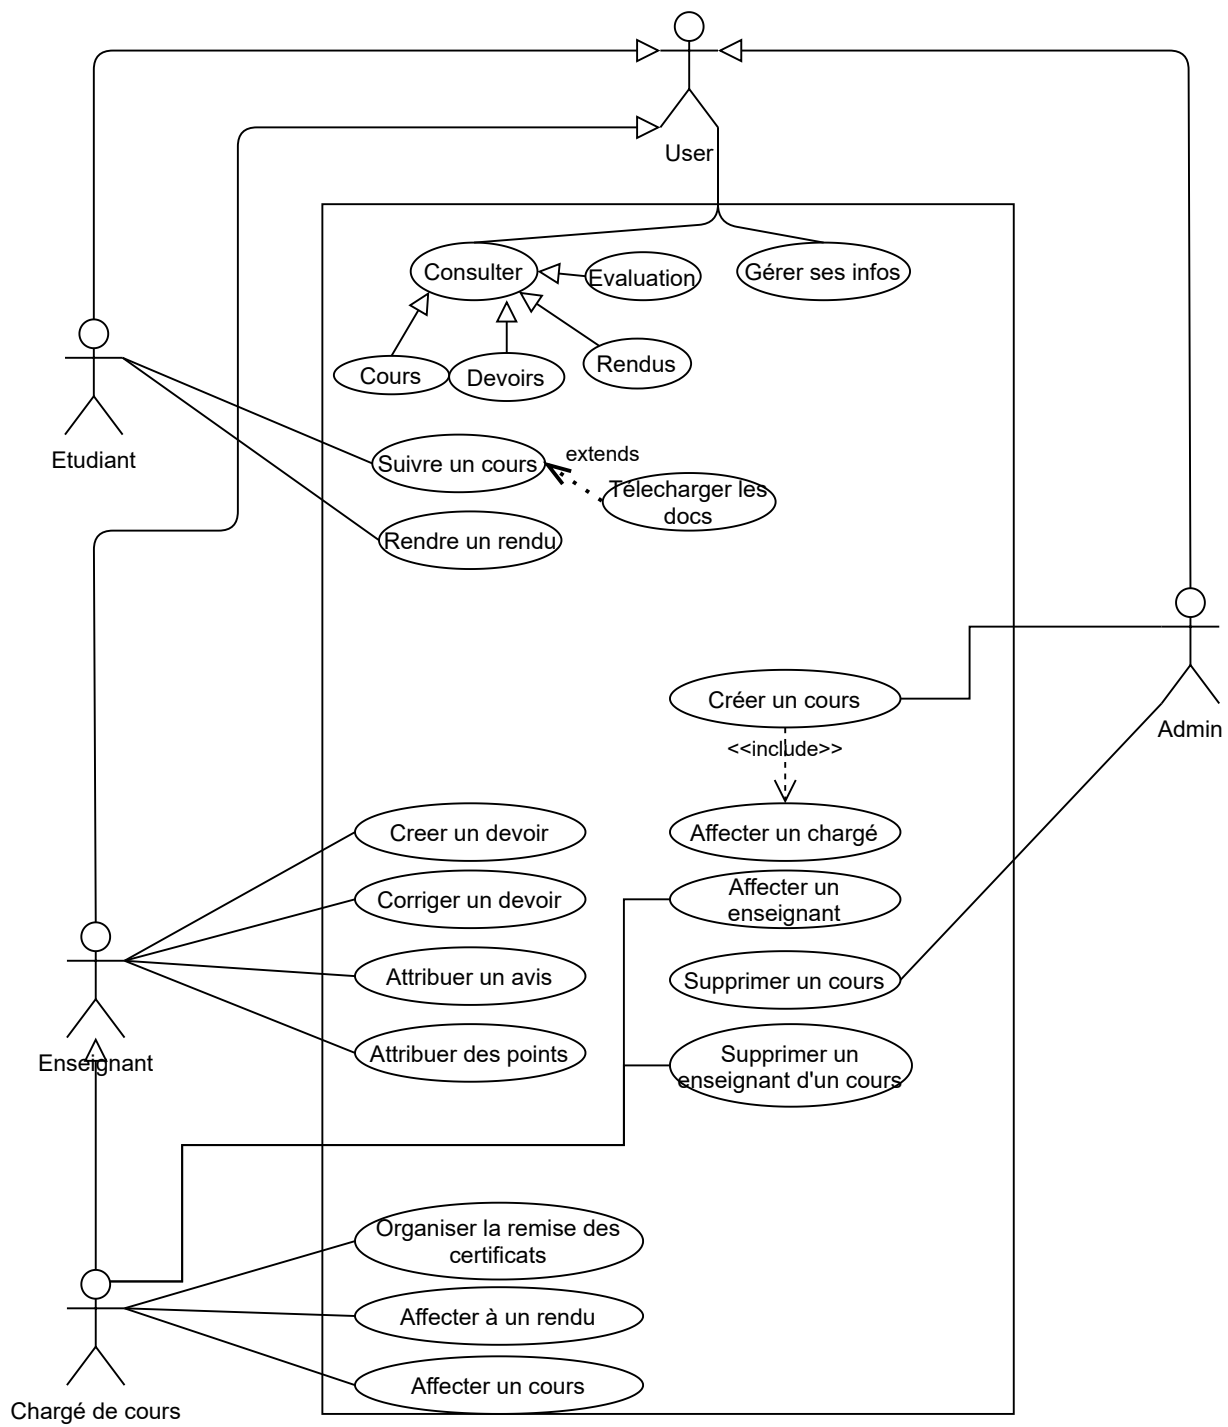 User
Consulter
Evaluation
Gérer ses infos
Cours
Devoirs
Rendus
Etudiant
Suivre un cours
extends
Télecharger les
docs
Rendre un rendu
Créer un cours
Admin
<<include>>
Creer un devoir
Affecter un chargé
Corriger un devoir
Affecter un
enseignant
Attribuer un avis
Supprimer un cours
Enseignant
Attribuer des points
Supprimer un
enseignant d'un cours
Organiser la remise des
certificats
Affecter à un rendu
Affecter un cours
Chargé de cours